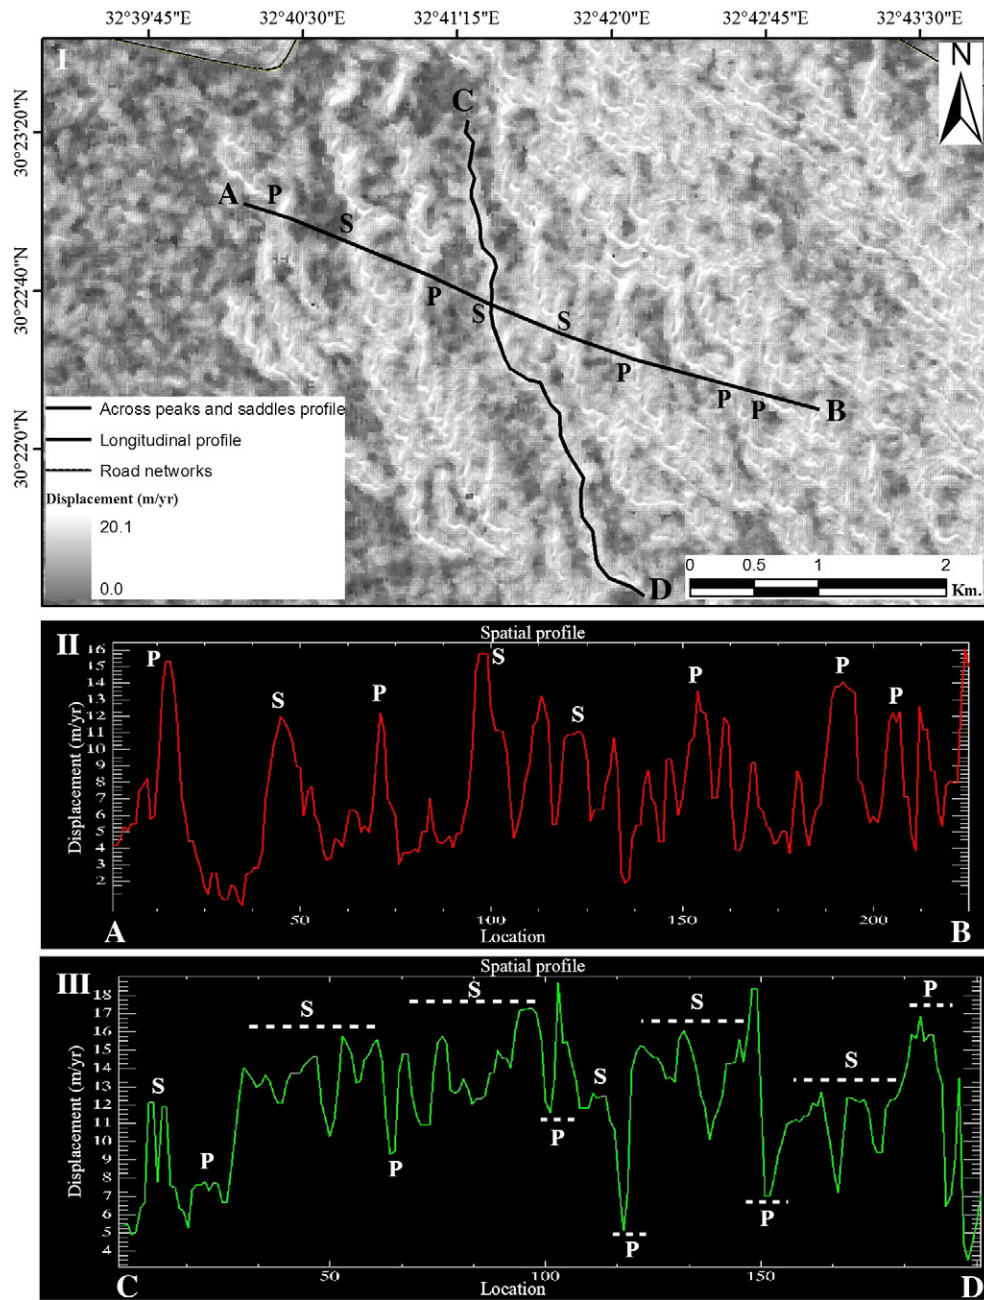 32°39'45"E 32°40'30"E 32°41'15"E 32°42'0"E 32°42'45"E 32°43'30"E
I
N
C
30°23'20"N
A P
S
30°22'40"N
P
S S
P
P P B
30°22'0"N
Across peaks and saddles profile
Longitudinal profile
Road networks
Displacement (m/yr)
20.1
0.0
D
0 0.5 1 2
Km.
II
Spatial profile
Displacement (m/yr)
16
15
14
13
12
11
10
9
8
7
6
5
4
3
2
P S P S S P P P
50 100 150 200
A Location B
III
Spatial profile
Displacement (m/yr)
18
17
16
15
14
13
12
11
10
9
8
7
6
5
4
S P S P S P S P S P S P
50 100 150
C Location D